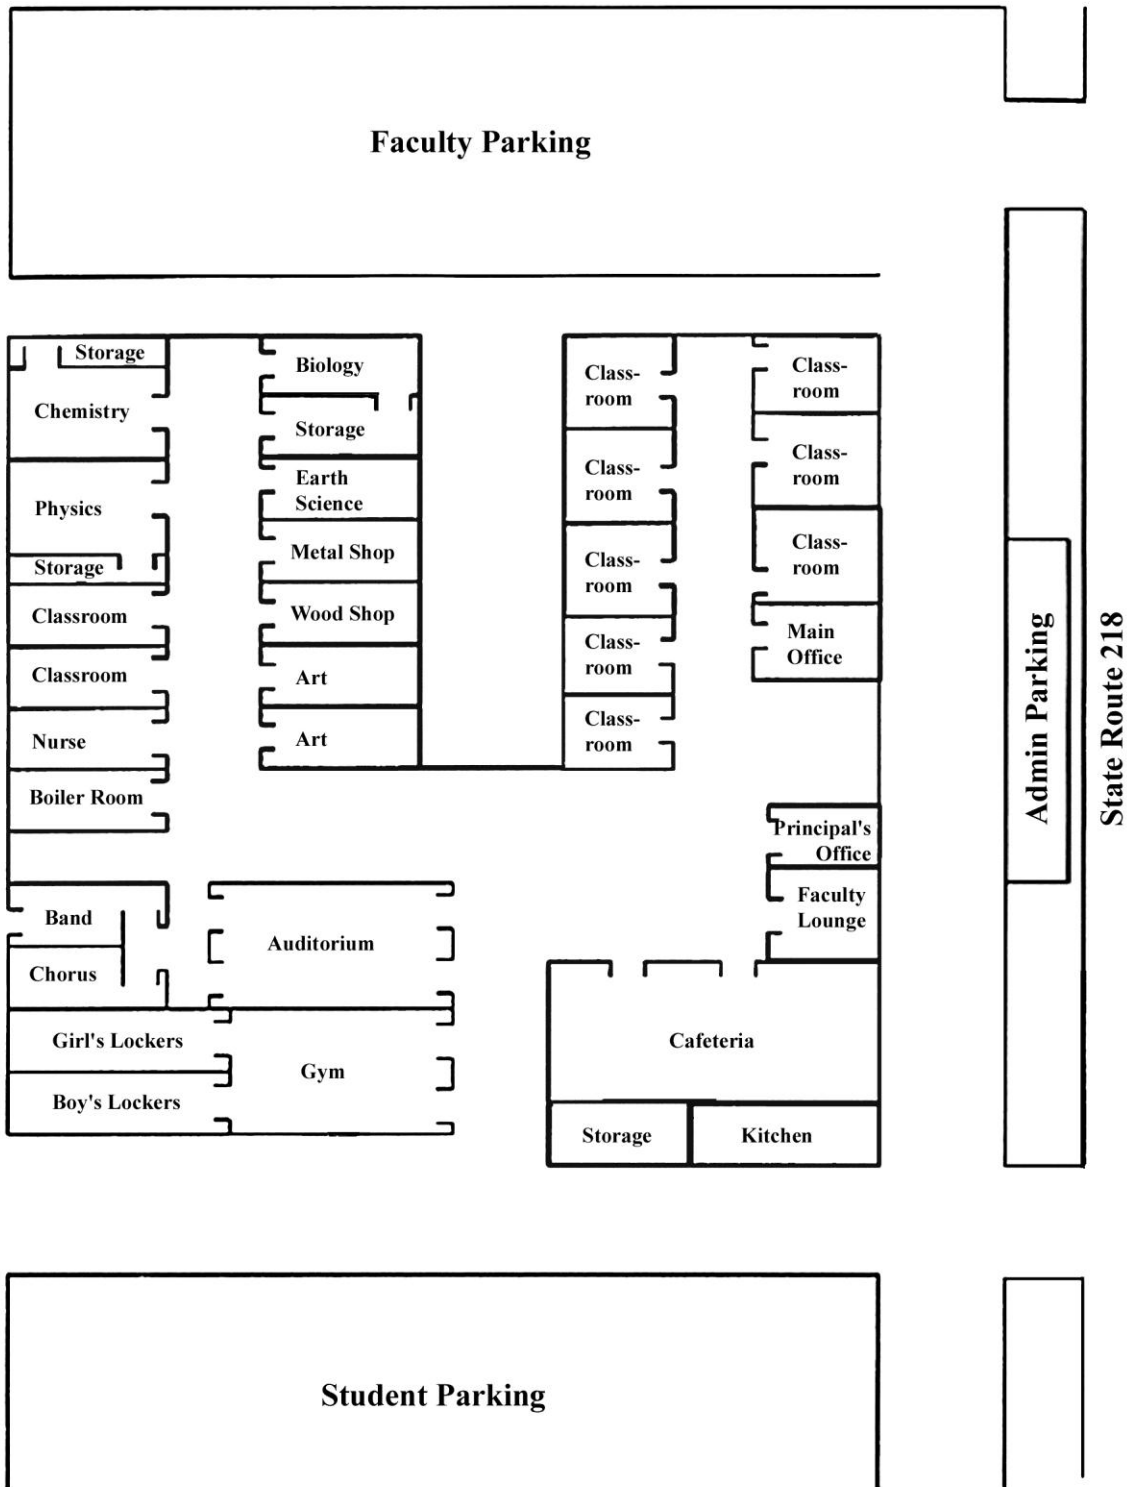 Faculty Parking
Storage
Chemistry
Physics
Storage
Classroom
Classroom
Nurse
Boiler Room
Biology
Storage
Earth
Science
Metal Shop
Wood Shop
Art
Art
Class-
room
Class-
room
Class-
room
Class-
room
Class-
room
Class-
room
Class-
room
Class-
room
Main
Office
Principal's
Office
Faculty
Lounge
Band
Chorus
Auditorium
Girl's Lockers
Boy's Lockers
Gym
Cafeteria
Storage
Kitchen
Admin Parking
State Route 218
Student Parking